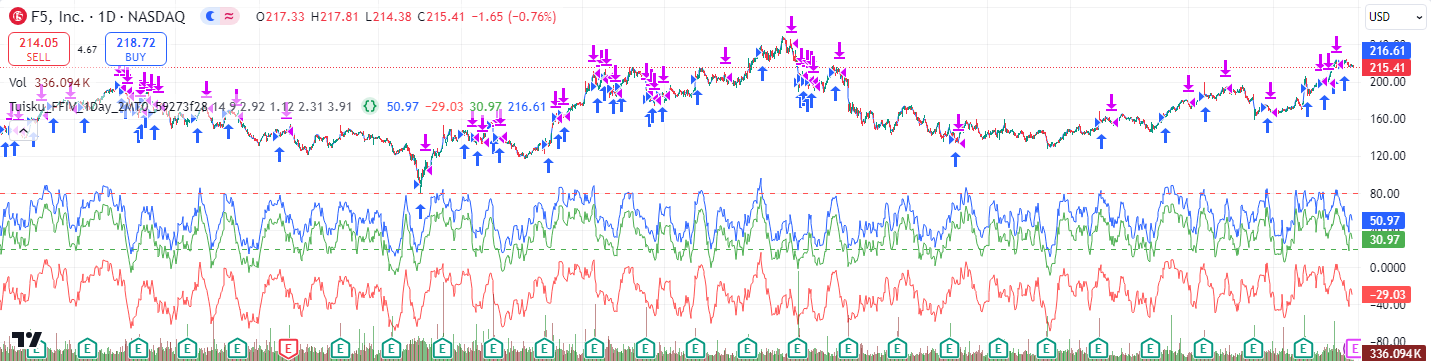 F5, Inc. · 1D · NASDAQ O217.33 H217.81 L214.38 C215.41 −1.65 (−0.76%)
USD
214.05 SELL 4.67 218.72 BUY
216.61
215.41
Vol 336.094K
200.00
Tuisku_FFIV_1Day_2MT0_59273f28 14.9 2.92 1.12 2.31 3.91 {} 50.97 −29.03 30.97 216.61
160.00
120.00
80.00
50.97
30.97
0.0000
−29.03
−40.00
−80.00
E E E E E E E E E E E E E E E E E E E E E E E E E E E
336.094K